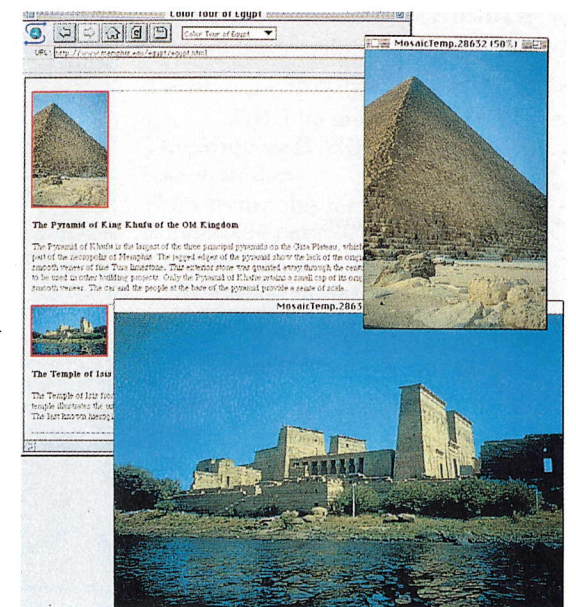 Color Tour of Egypt
Color Tour of Egypt
URL: http://www.memphis.edu/egypt/egypt.html
MosaicTemp.28632 (50%)
The Pyramid of King Khufu of the Old Kingdom
The Pyramid of Khufu is the largest of the three principal pyramids on the Giza Plateau, which
part of the necropolis of Memphis. The jagged edges of the pyramid show the lack of the origin
smooth veneer of fine Tura limestone. This exterior stone was quarried away through the cent
to be used in other building projects. Only the Pyramid of Khafre retains a small cap of its orig
smooth veneer. The car and the people at the base of the pyramid provide a sense of scale.
MosaicTemp.2863
The Temple of Isis
The Temple of Isis from
temple illustrates the
The last known hierog